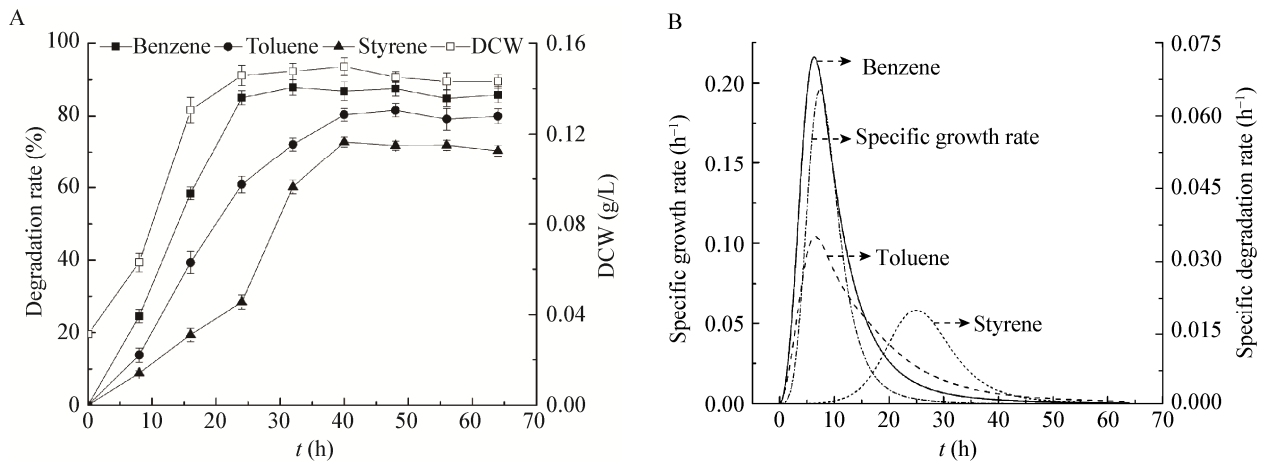 A
Benzene Toluene Styrene DCW
100
80
60
40
20
0
Degradation rate (%)
0.16
0.12
0.08
0.04
0.00
DCW (g/L)
0 10 20 30 40 50 60 70
t (h)
B
0.20
0.15
0.10
0.05
0.00
Specific growth rate (h⁻¹)
Benzene
Specific growth rate
Toluene
Styrene
0.075
0.060
0.045
0.030
0.015
0.000
Specific degradation rate (h⁻¹)
0 10 20 30 40 50 60 70
t (h)